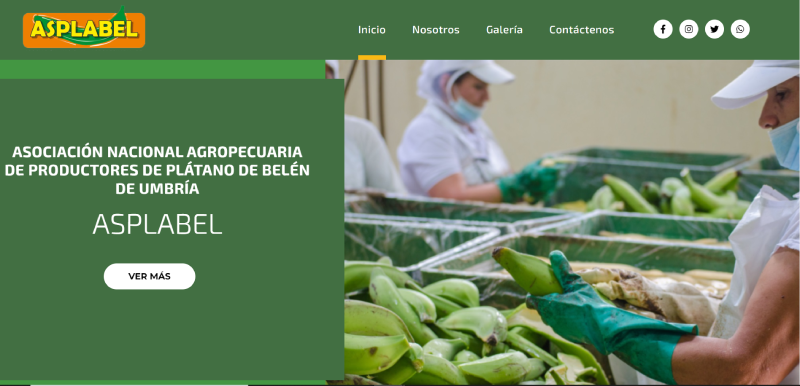 ASPLABEL
Inicio Nosotros Galería Contáctenos
ASOCIACIÓN NACIONAL AGROPECUARIA
DE PRODUCTORES DE PLÁTANO DE BELÉN
DE UMBRÍA
ASPLABEL
VER MÁS